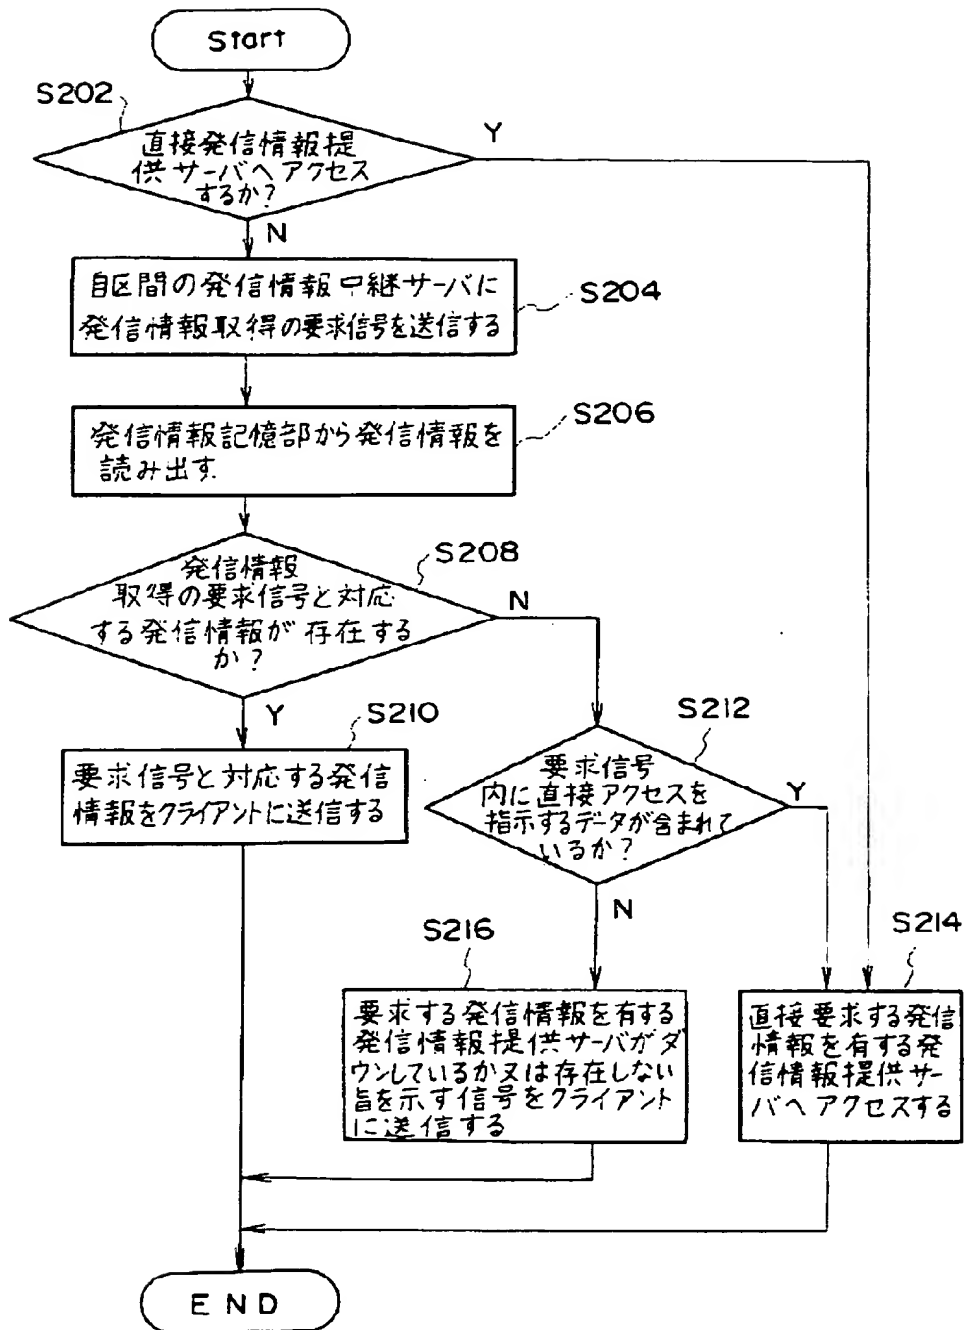 Start
S202
直接発信情報提
供サーバへアクセス
するか?
Y
N
自区間の発信情報中継サーバに
発信情報取得の要求信号を送信する
S204
発信情報記憶部から発信情報を
読み出す.
S206
発信情報
取得の要求信号と対応
する発信情報が存在する
か?
S208
N
Y
S210
要求信号と対応する発信
情報をクライアントに送信する
S212
要求信号
内に直接アクセスを
指示するデータが含まれて
いるか?
Y
N
S216
要求する発信情報を有する
発信情報提供サーバがダ
ウンしているか又は存在しない
旨を示す信号をクライアント
に送信する
S214
直接要求する発信
情報を有する発
信情報提供サー
バへアクセスする
END